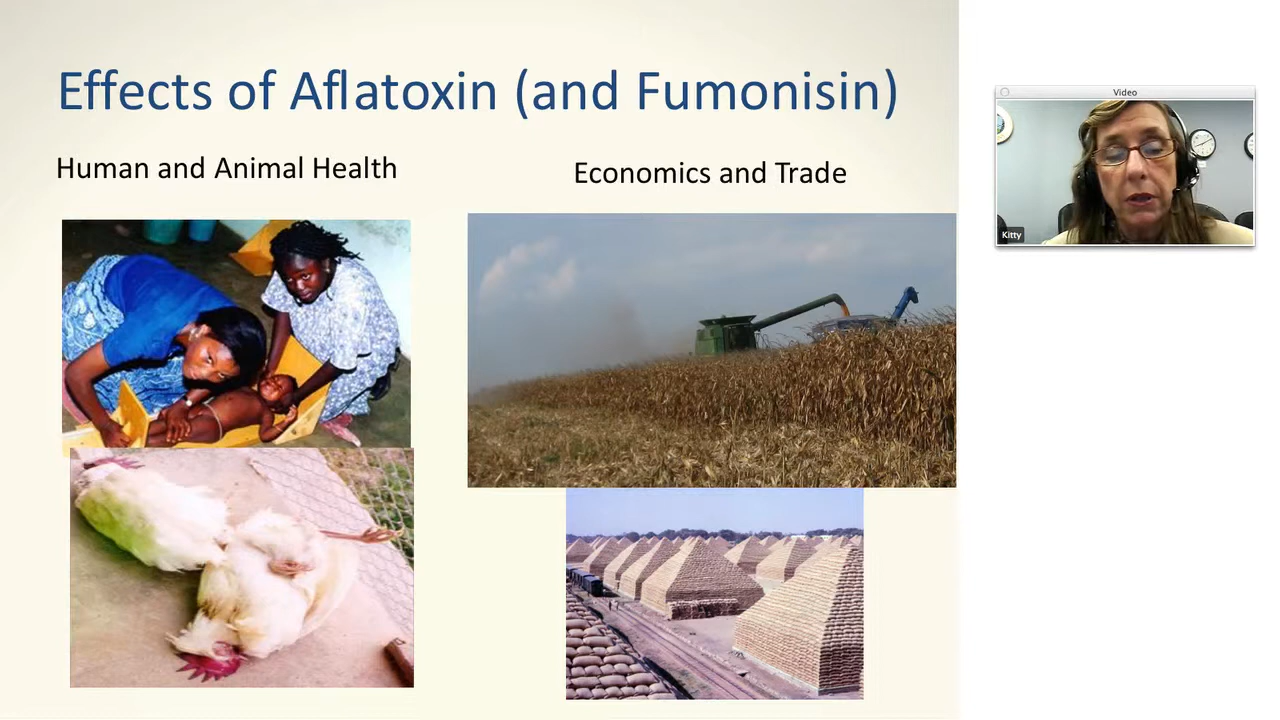 Effects of Aflatoxin (and Fumonisin)
Human and Animal Health
Economics and Trade
Video
Kitty